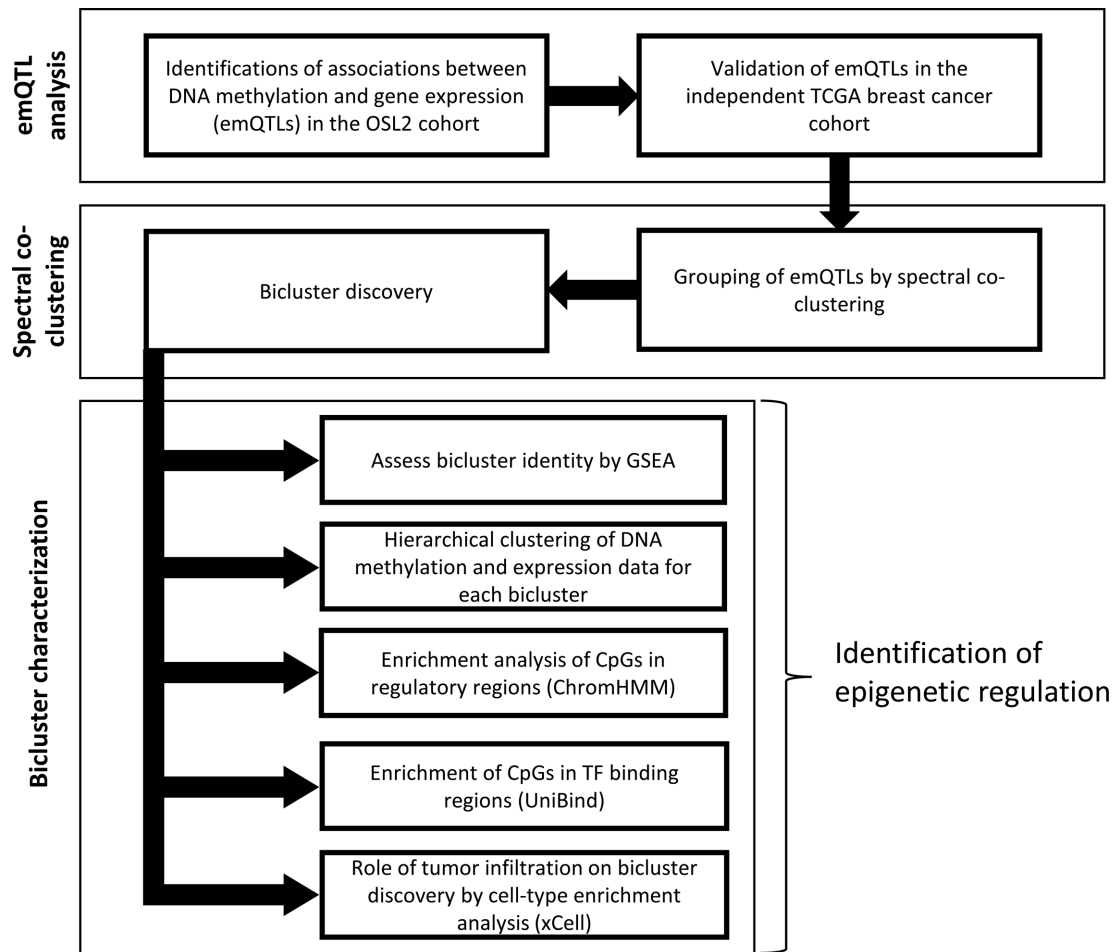 emQTL
analysis
Identifications of associations between
DNA methylation and gene expression
(emQTLs) in the OSL2 cohort
Validation of emQTLs in the
independent TCGA breast cancer
cohort
Spectral co-
clustering
Bicluster discovery
Grouping of emQTLs by spectral co-
clustering
Bicluster characterization
Assess bicluster identity by GSEA
Hierarchical clustering of DNA
methylation and expression data for
each bicluster
Enrichment analysis of CpGs in
regulatory regions (ChromHMM)
Enrichment of CpGs in TF binding
regions (UniBind)
Role of tumor infiltration on bicluster
discovery by cell-type enrichment
analysis (xCell)
Identification of
epigenetic regulation